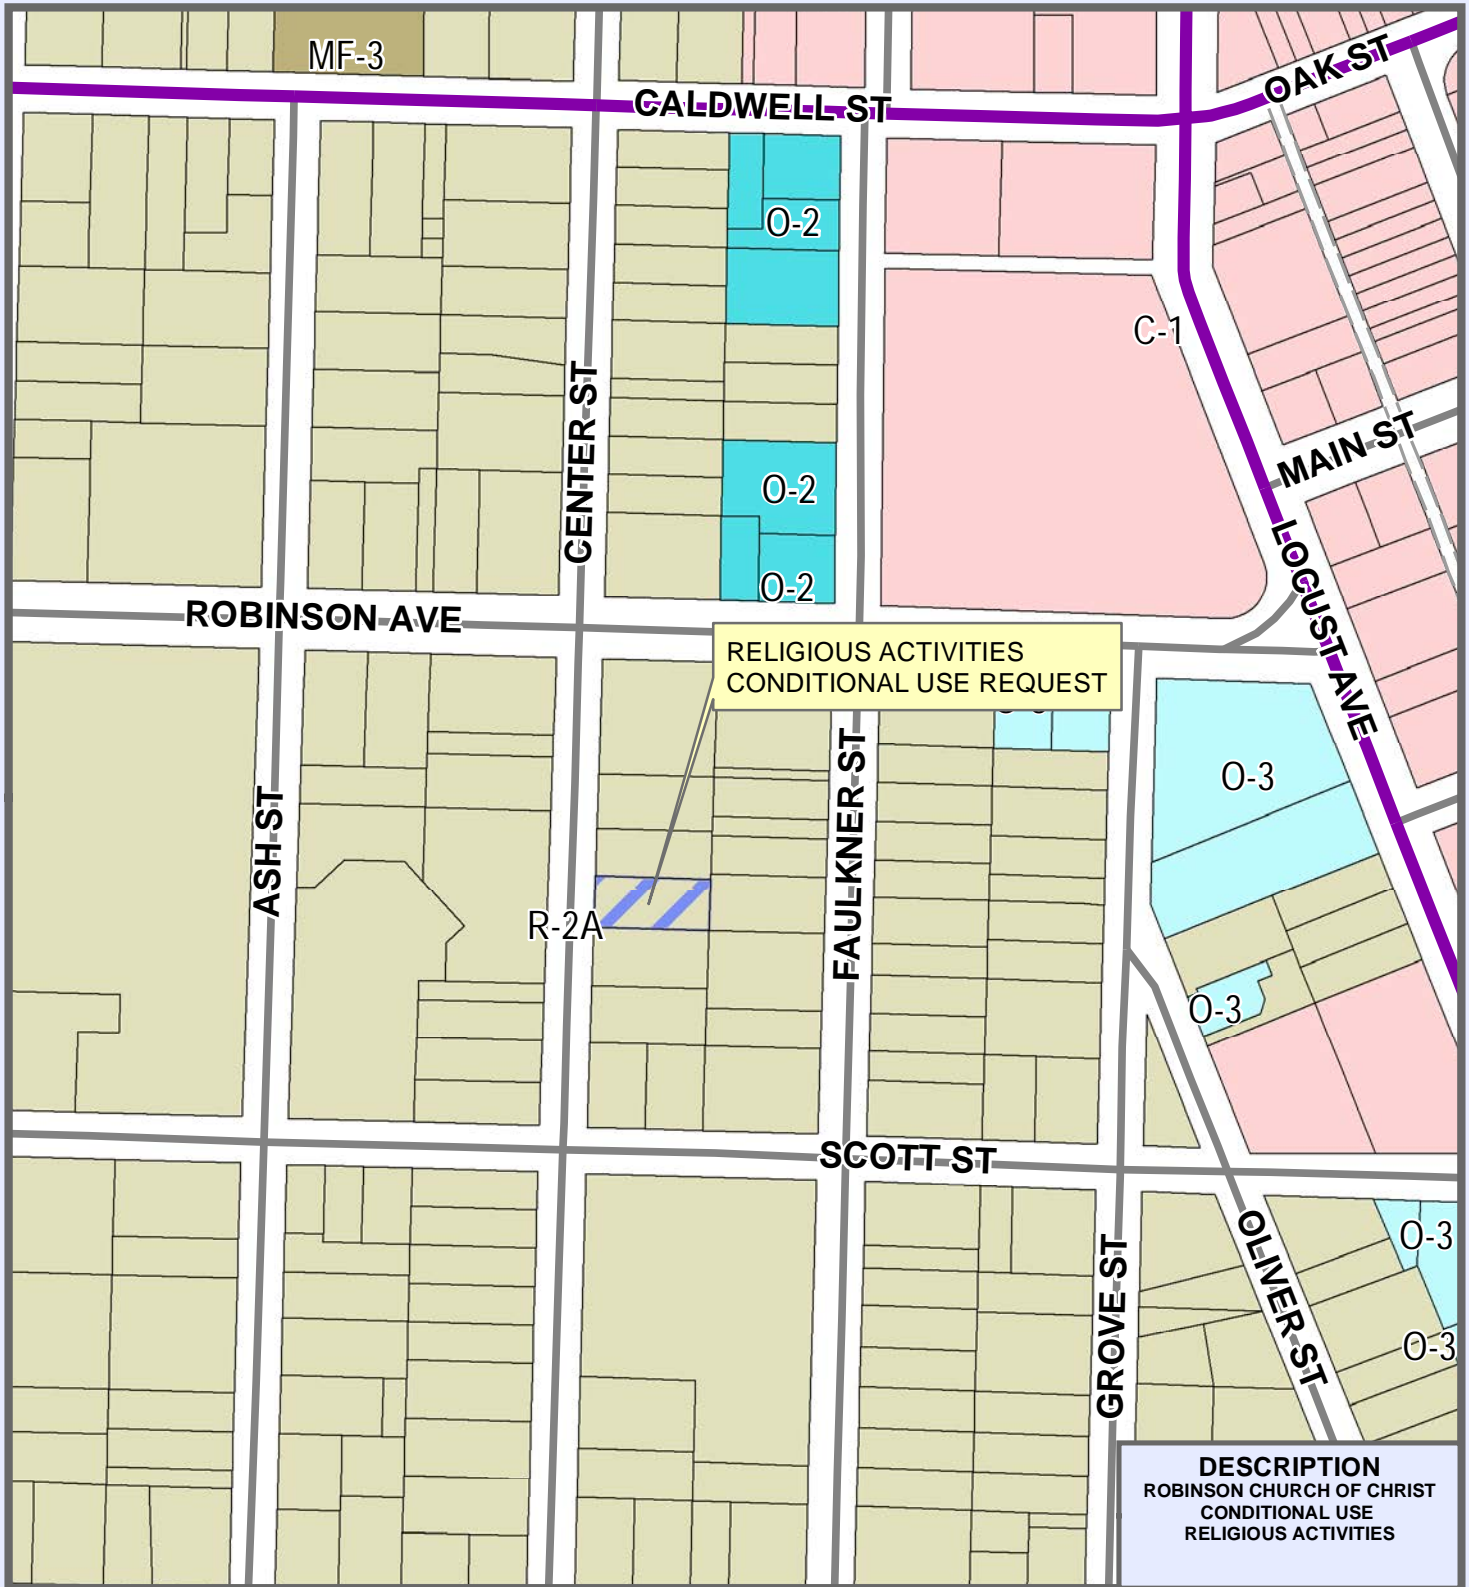 MF-3
OAK ST
CALDWELL ST
O-2
C-1
CENTER ST
MAIN ST
O-2
O-2
LOCUST AVE
ROBINSON AVE
RELIGIOUS ACTIVITIES
CONDITIONAL USE REQUEST
O-3
ASH ST
FAULKNER ST
R-2A
O-3
SCOTT ST
O-3
GROVE ST
OLIVER ST
O-3
DESCRIPTION
ROBINSON CHURCH OF CHRIST
CONDITIONAL USE
RELIGIOUS ACTIVITIES